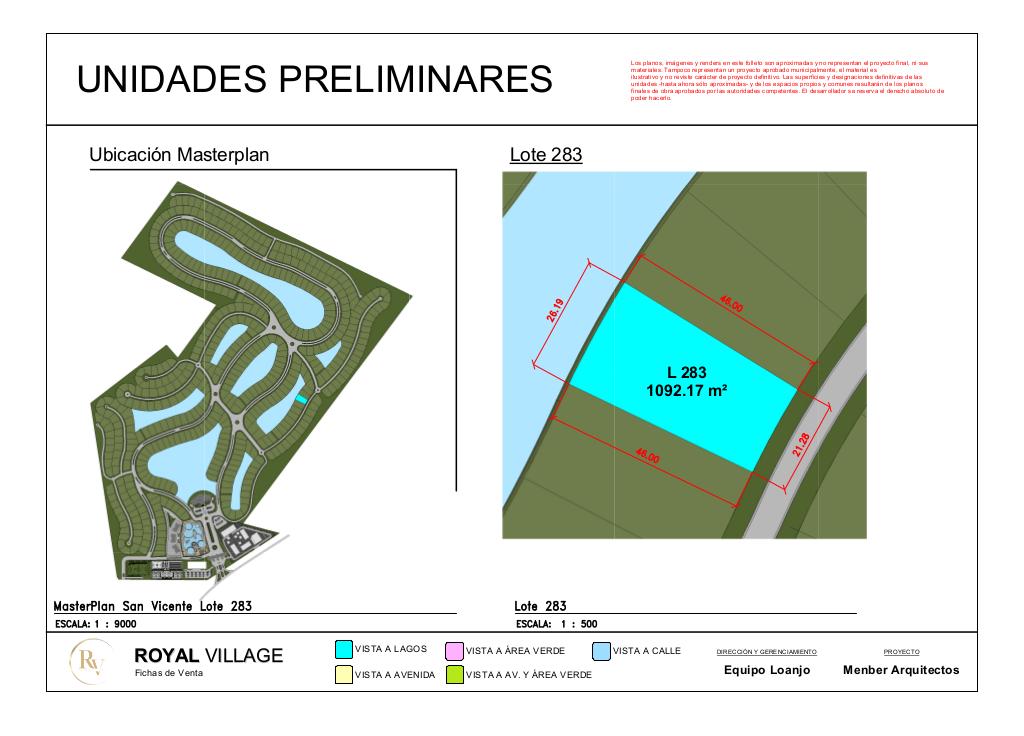 UNIDADES PRELIMINARES
Los planos, imágenes y renders en este folleto son aproximadas y no representan el proyecto final, ni sus
materiales. Tampoco representan un proyecto aprobado municipalmente, el material es
ilustrativo y no reviste carácter de proyecto definitivo. Las superficies y designaciones definitivas de las
unidades -hasta ahora sólo aproximadas- y de los espacios propios y comunes resultarán de los planos
finales de obra aprobados por las autoridades competentes. El desarrollador se reserva el derecho absoluto de
poder hacerlo.
Ubicación Masterplan
Lote 283
26.19
46.00
L 283
1092.17 m²
46.00
21.28
MasterPlan San Vicente Lote 283
ESCALA: 1 : 9000
Lote 283
ESCALA: 1 : 500
RV
ROYAL VILLAGE
Fichas de Venta
VISTA A LAGOS
VISTA A ÁREA VERDE
VISTA A CALLE
VISTA A AVENIDA
VISTA A AV. Y ÁREA VERDE
DIRECCIÓN Y GERENCIAMIENTO
Equipo Loanjo
PROYECTO
Menber Arquitectos